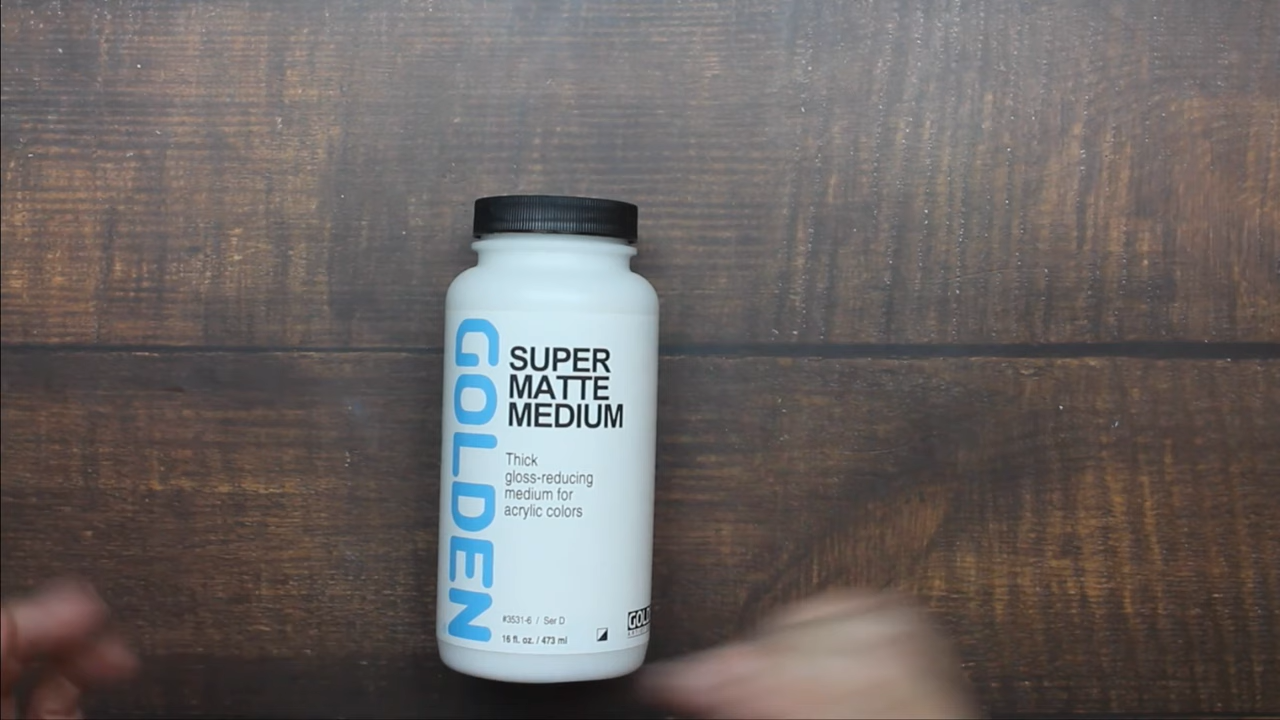 GOLDEN
SUPER
MATTE
MEDIUM
Thick
gloss-reducing
medium for
acrylic colors
#3531-6 / Ser D
16 fl. oz. / 473 ml
GOLD